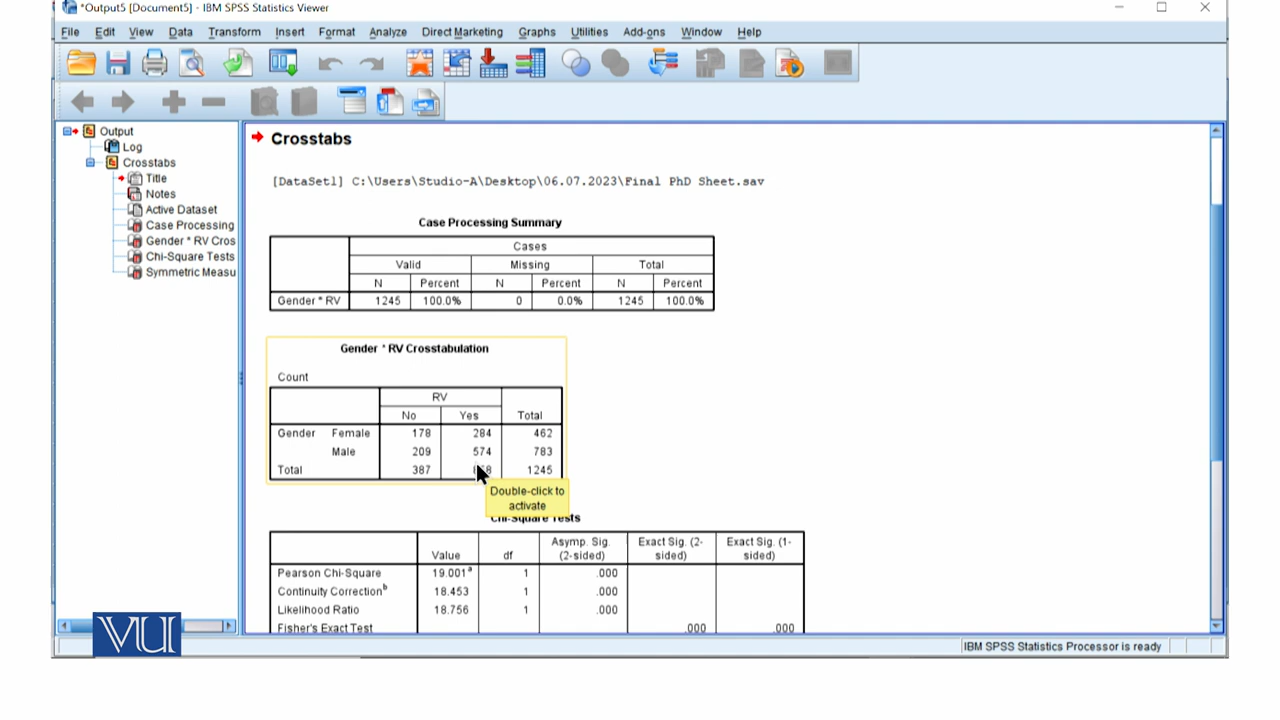 *Output5 [Document5] - IBM SPSS Statistics Viewer
File Edit View Data Transform Insert Format Analyze Direct Marketing Graphs Utilities Add-ons Window Help
Output
Log
Crosstabs
Title
Notes
Active Dataset
Case Processing
Gender * RV Cros
Chi-Square Tests
Symmetric Measu
Crosstabs
[DataSet1] C:\Users\Studio-A\Desktop\06.07.2023\Final PhD Sheet.sav
Case Processing Summary
Cases
Valid Missing Total
N Percent N Percent N Percent
Gender * RV 1245 100.0% 0 0.0% 1245 100.0%
Gender * RV Crosstabulation
Count
RV
No Yes Total
Gender Female 178 284 462
Male 209 574 783
Total 387 1245
Double-click to
activate
Chi-Square Tests
Value df Asymp. Sig. (2-sided) Exact Sig. (2-sided) Exact Sig. (1-sided)
Pearson Chi-Square 19.001a 1 .000
Continuity Correctionb 18.453 1 .000
Likelihood Ratio 18.756 1 .000
Fisher's Exact Test .000 .000
VU
IBM SPSS Statistics Processor is ready